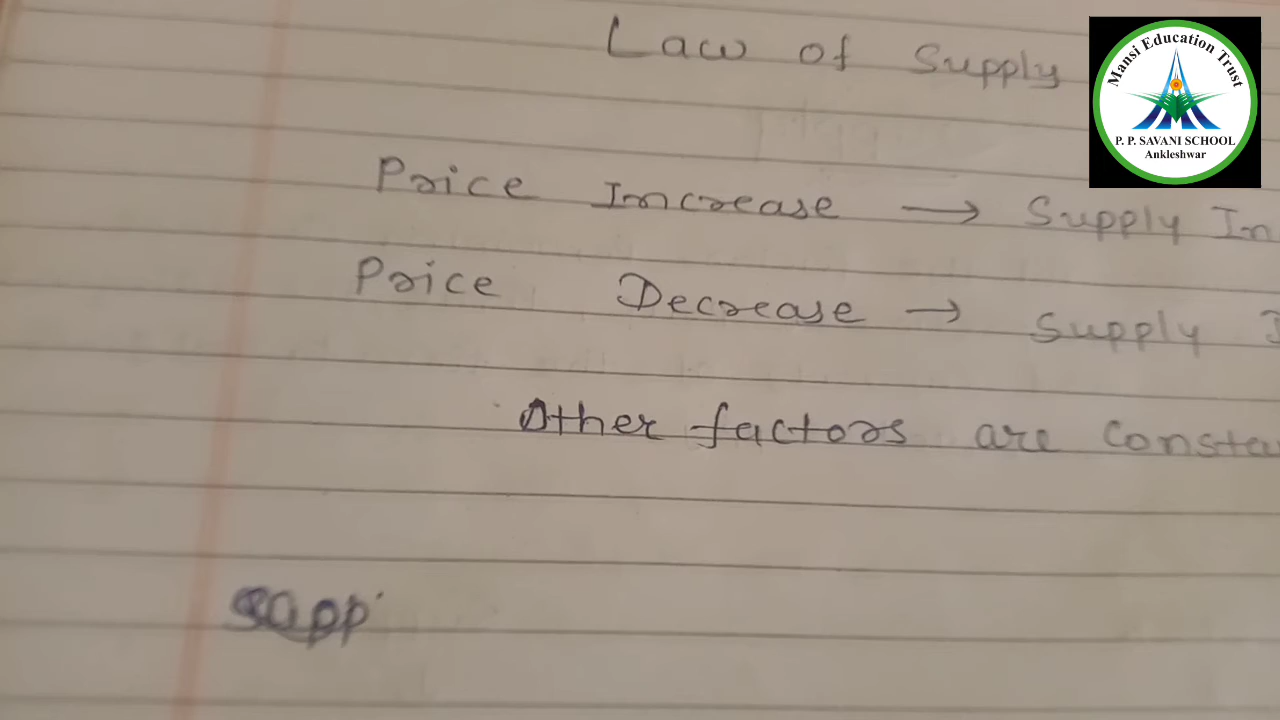 Law of Supply
Price Increase → Supply In
Price Decrease → Supply
Other factors are consta
Mansi Education Trust
P. P. SAVANI SCHOOL
Ankleshwar